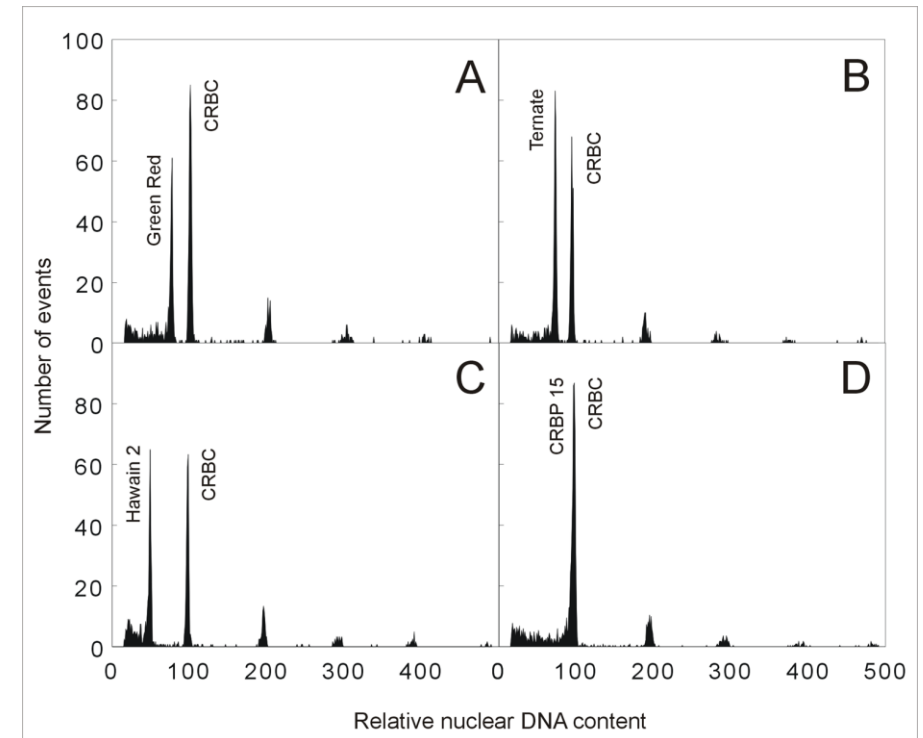 Number of events
100
80
60
40
20
0
Green Red
CRBC
A
Ternate
CRBC
B
0
80
60
40
20
0
Hawain 2
CRBC
C
CRBP 15
CRBC
D
0 100 200 300 400 0 100 200 300 400 500
Relative nuclear DNA content